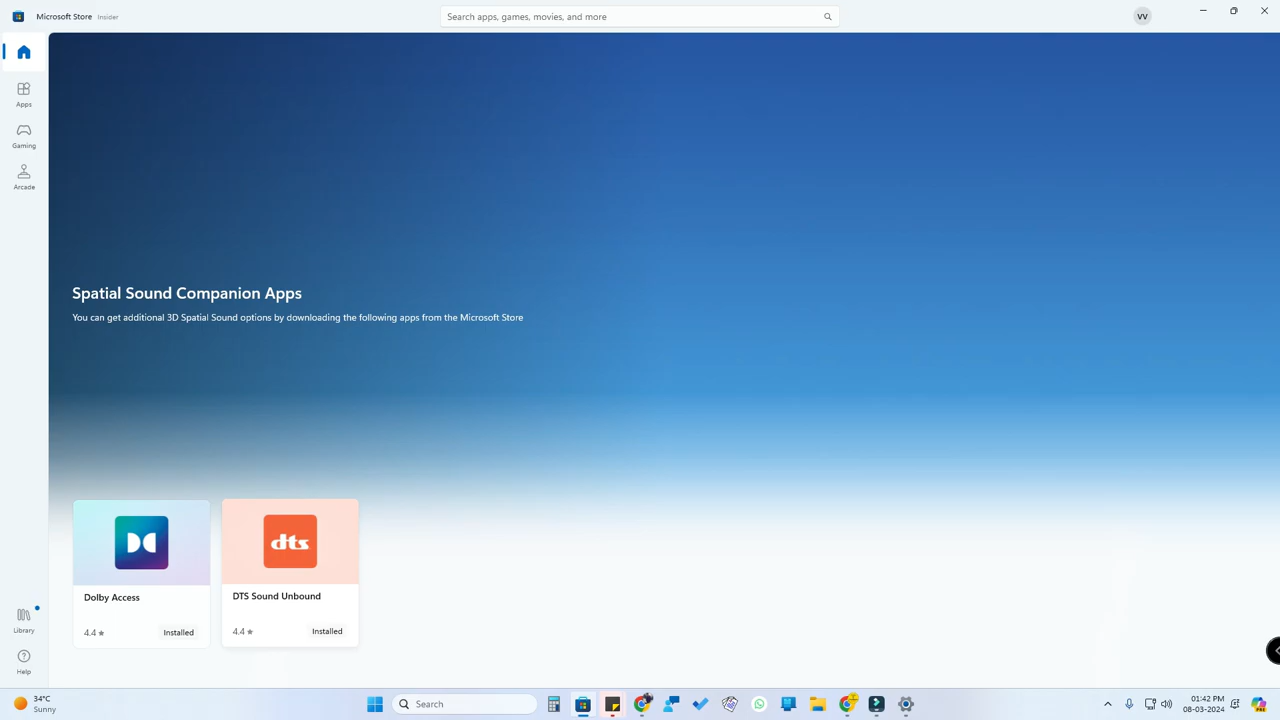 Microsoft Store Insider
Search apps, games, movies, and more
VV
Apps
Gaming
Arcade
Spatial Sound Companion Apps
You can get additional 3D Spatial Sound options by downloading the following apps from the Microsoft Store
dts
Dolby Access
DTS Sound Unbound
4.4 ★ Installed
4.4 ★ Installed
Library
Help
34°C
Sunny
Search
01:42 PM
08-03-2024